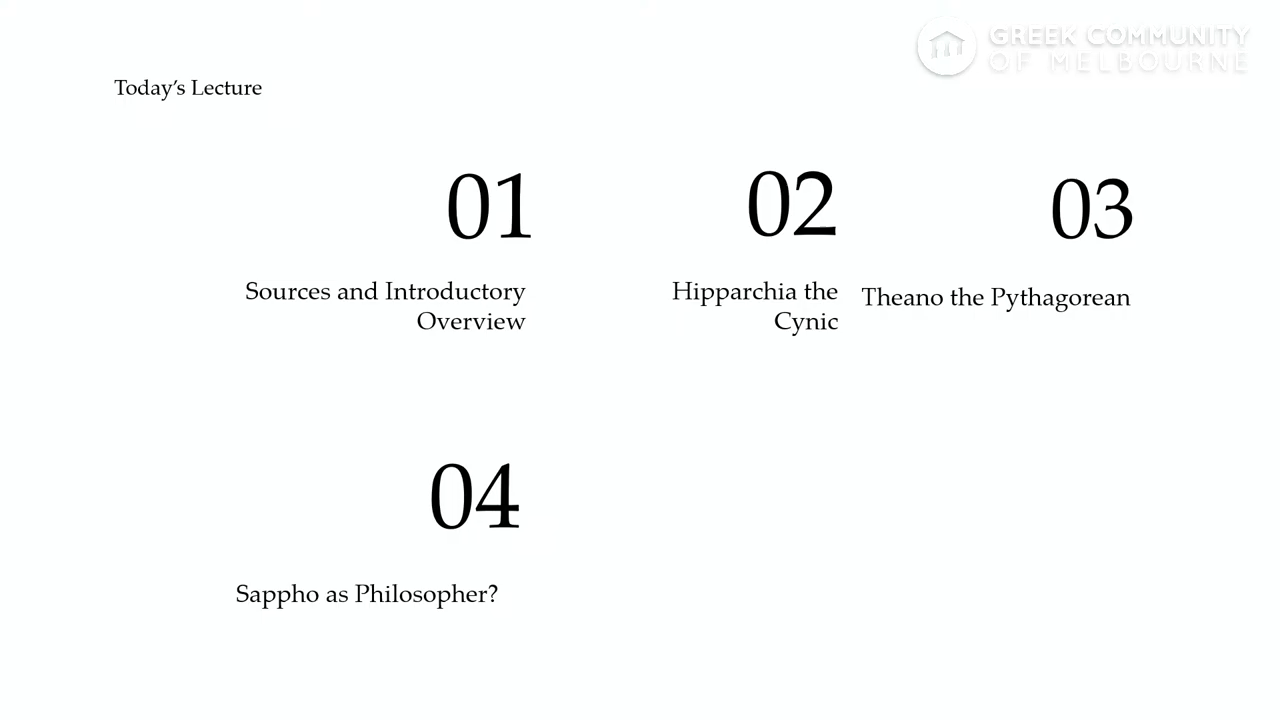 GREEK COMMUNITY
OF MELBOURNE
Today’s Lecture
01
Sources and Introductory
Overview
02
Hipparchia the
Cynic
03
Theano the Pythagorean
04
Sappho as Philosopher?